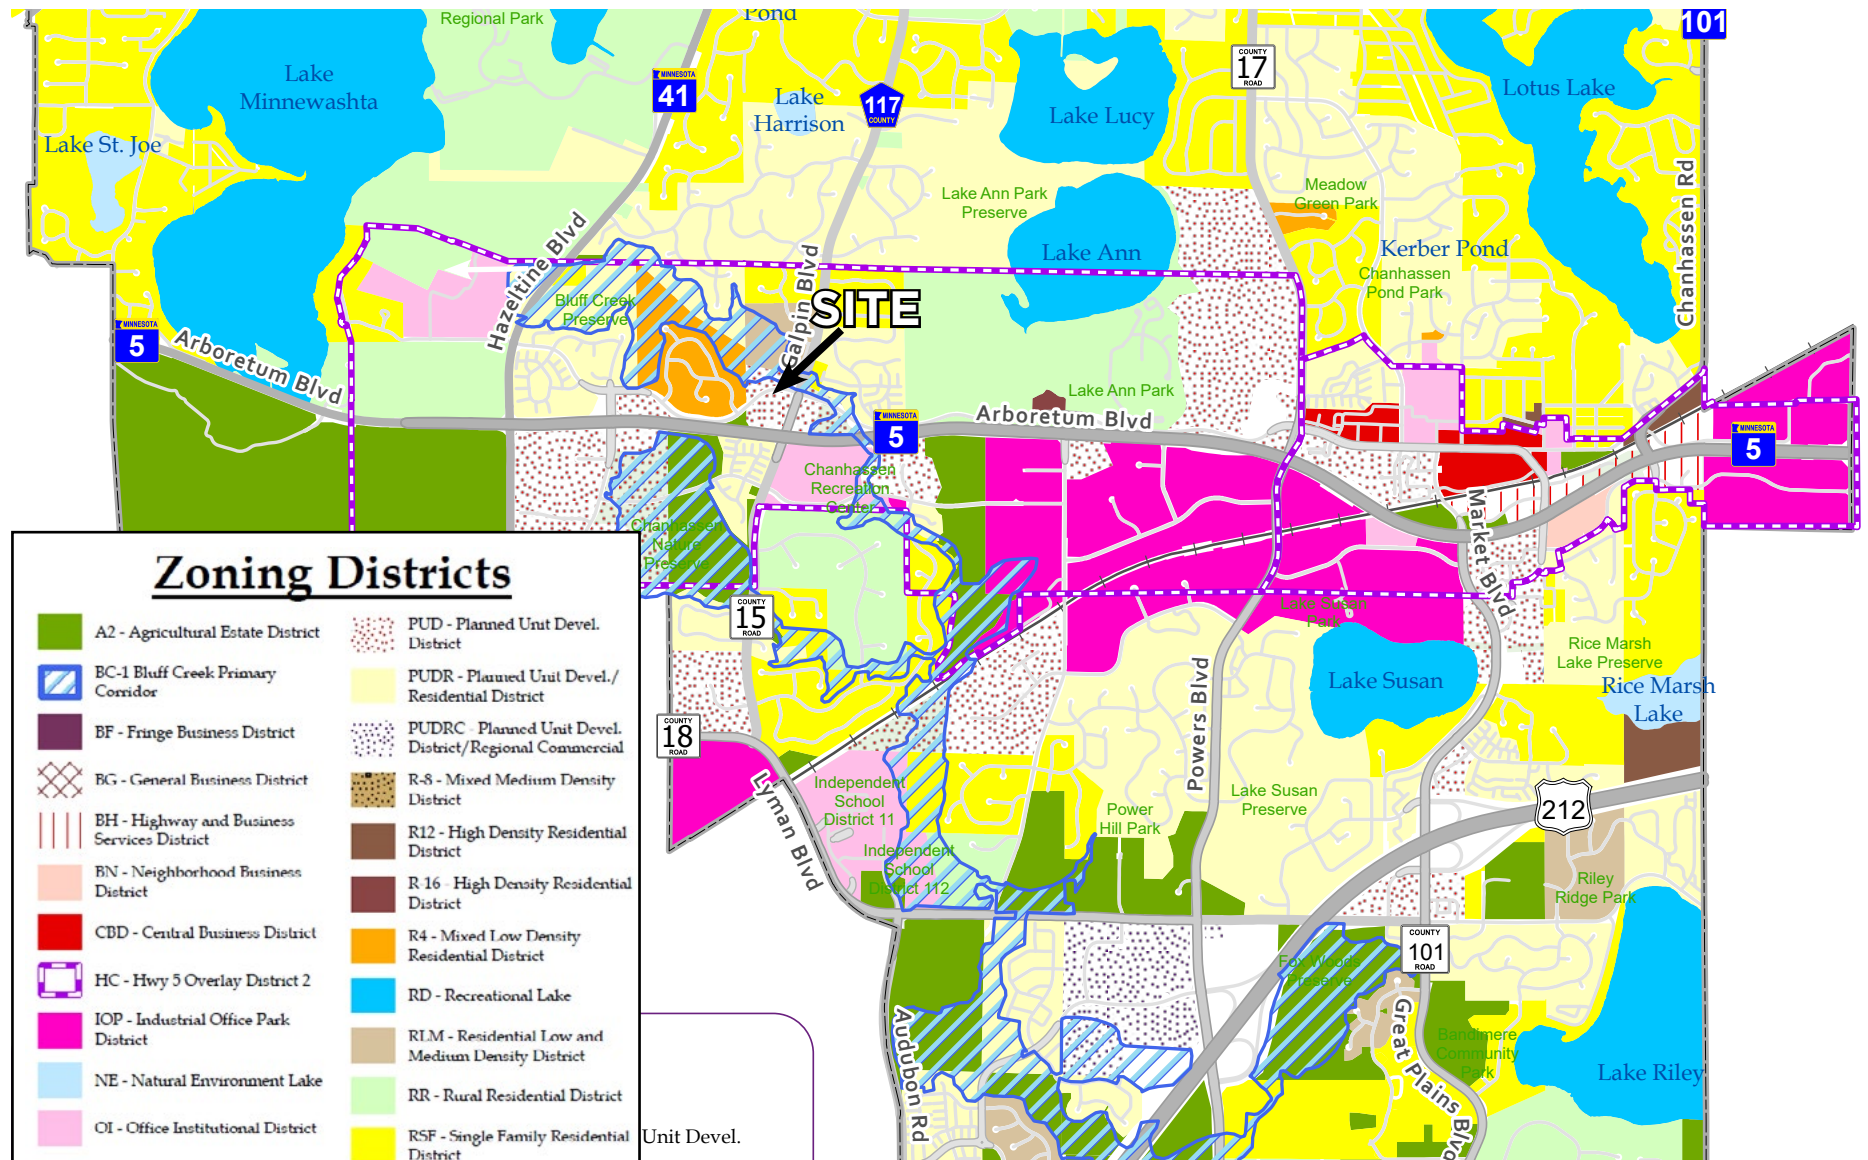 Regional Park
Pond
101
Lake
Minnewashta
MINNESOTA
41
Lake
Harrison
117
COUNTY
COUNTY
17
ROAD
Lake Lucy
Lotus Lake
Lake St. Joe
Lake Ann Park
Preserve
Meadow
Green Park
Chanhassen Rd
Lake Ann
Kerber Pond
Chanhassen
Pond Park
Hazeltine Blvd
Galpin Blvd
Bluff Creek
Preserve
SITE
MINNESOTA
5
Arboretum Blvd
Lake Ann Park
Arboretum Blvd
MINNESOTA
5
MINNESOTA
5
Chanhassen
Recreation
Center
Market Blvd
Chanhassen
Nature
Preserve
COUNTY
15
ROAD
Lake Susan
Park
Rice Marsh
Lake Preserve
Lake Susan
Rice Marsh
Lake
Powers Blvd
COUNTY
18
ROAD
Lyman Blvd
Independent
School
District 11
Independent
School
District 112
Power
Hill Park
Lake Susan
Preserve
212
Riley
Ridge Park
COUNTY
101
ROAD
Fox Woods
Preserve
Great Plains Blvd
Bandimere
Community
Park
Lake Riley
Audubon Rd
Zoning Districts
A2 - Agricultural Estate District
BC-1 Bluff Creek Primary
Corridor
BF - Fringe Business District
BG - General Business District
BH - Highway and Business
Services District
BN - Neighborhood Business
District
CBD - Central Business District
HC - Hwy 5 Overlay District 2
IOP - Industrial Office Park
District
NE - Natural Environment Lake
OI - Office Institutional District
PUD - Planned Unit Devel.
District
PUDR - Planned Unit Devel./
Residential District
PUDRC - Planned Unit Devel.
District/Regional Commercial
R-8 - Mixed Medium Density
District
R12 - High Density Residential
District
R-16 - High Density Residential
District
R4 - Mixed Low Density
Residential District
RD - Recreational Lake
RLM - Residential Low and
Medium Density District
RR - Rural Residential District
RSF - Single Family Residential
District
Unit Devel.